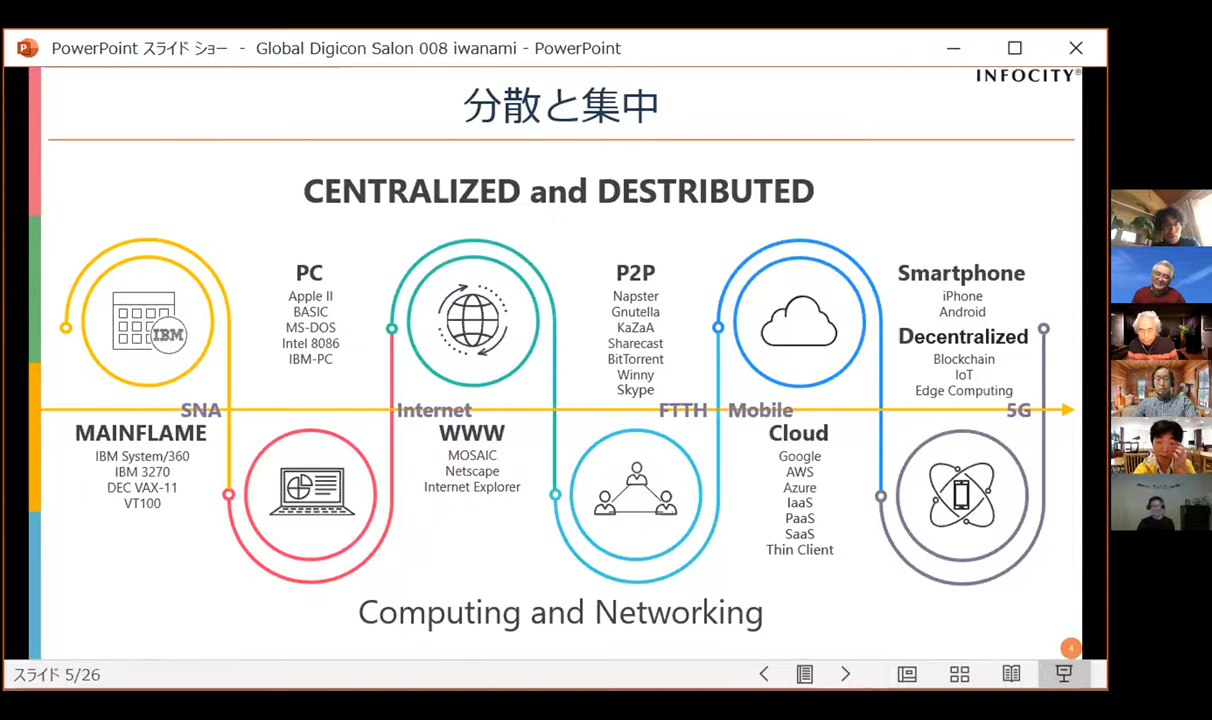 PowerPoint スライド ショー - Global Digicon Salon 008 iwanami - PowerPoint
INFOCITY®
分散と集中
CENTRALIZED and DESTRIBUTED
IBM
PC
Apple II
BASIC
MS-DOS
Intel 8086
IBM-PC
P2P
Napster
Gnutella
KaZaA
Sharecast
BitTorrent
Winny
Skype
Smartphone
iPhone
Android
Decentralized
Blockchain
IoT
Edge Computing
SNA
Internet
FTTH
Mobile
5G
MAINFLAME
IBM System/360
IBM 3270
DEC VAX-11
VT100
WWW
MOSAIC
Netscape
Internet Explorer
Cloud
Google
AWS
Azure
IaaS
PaaS
SaaS
Thin Client
Computing and Networking
4
スライド 5/26